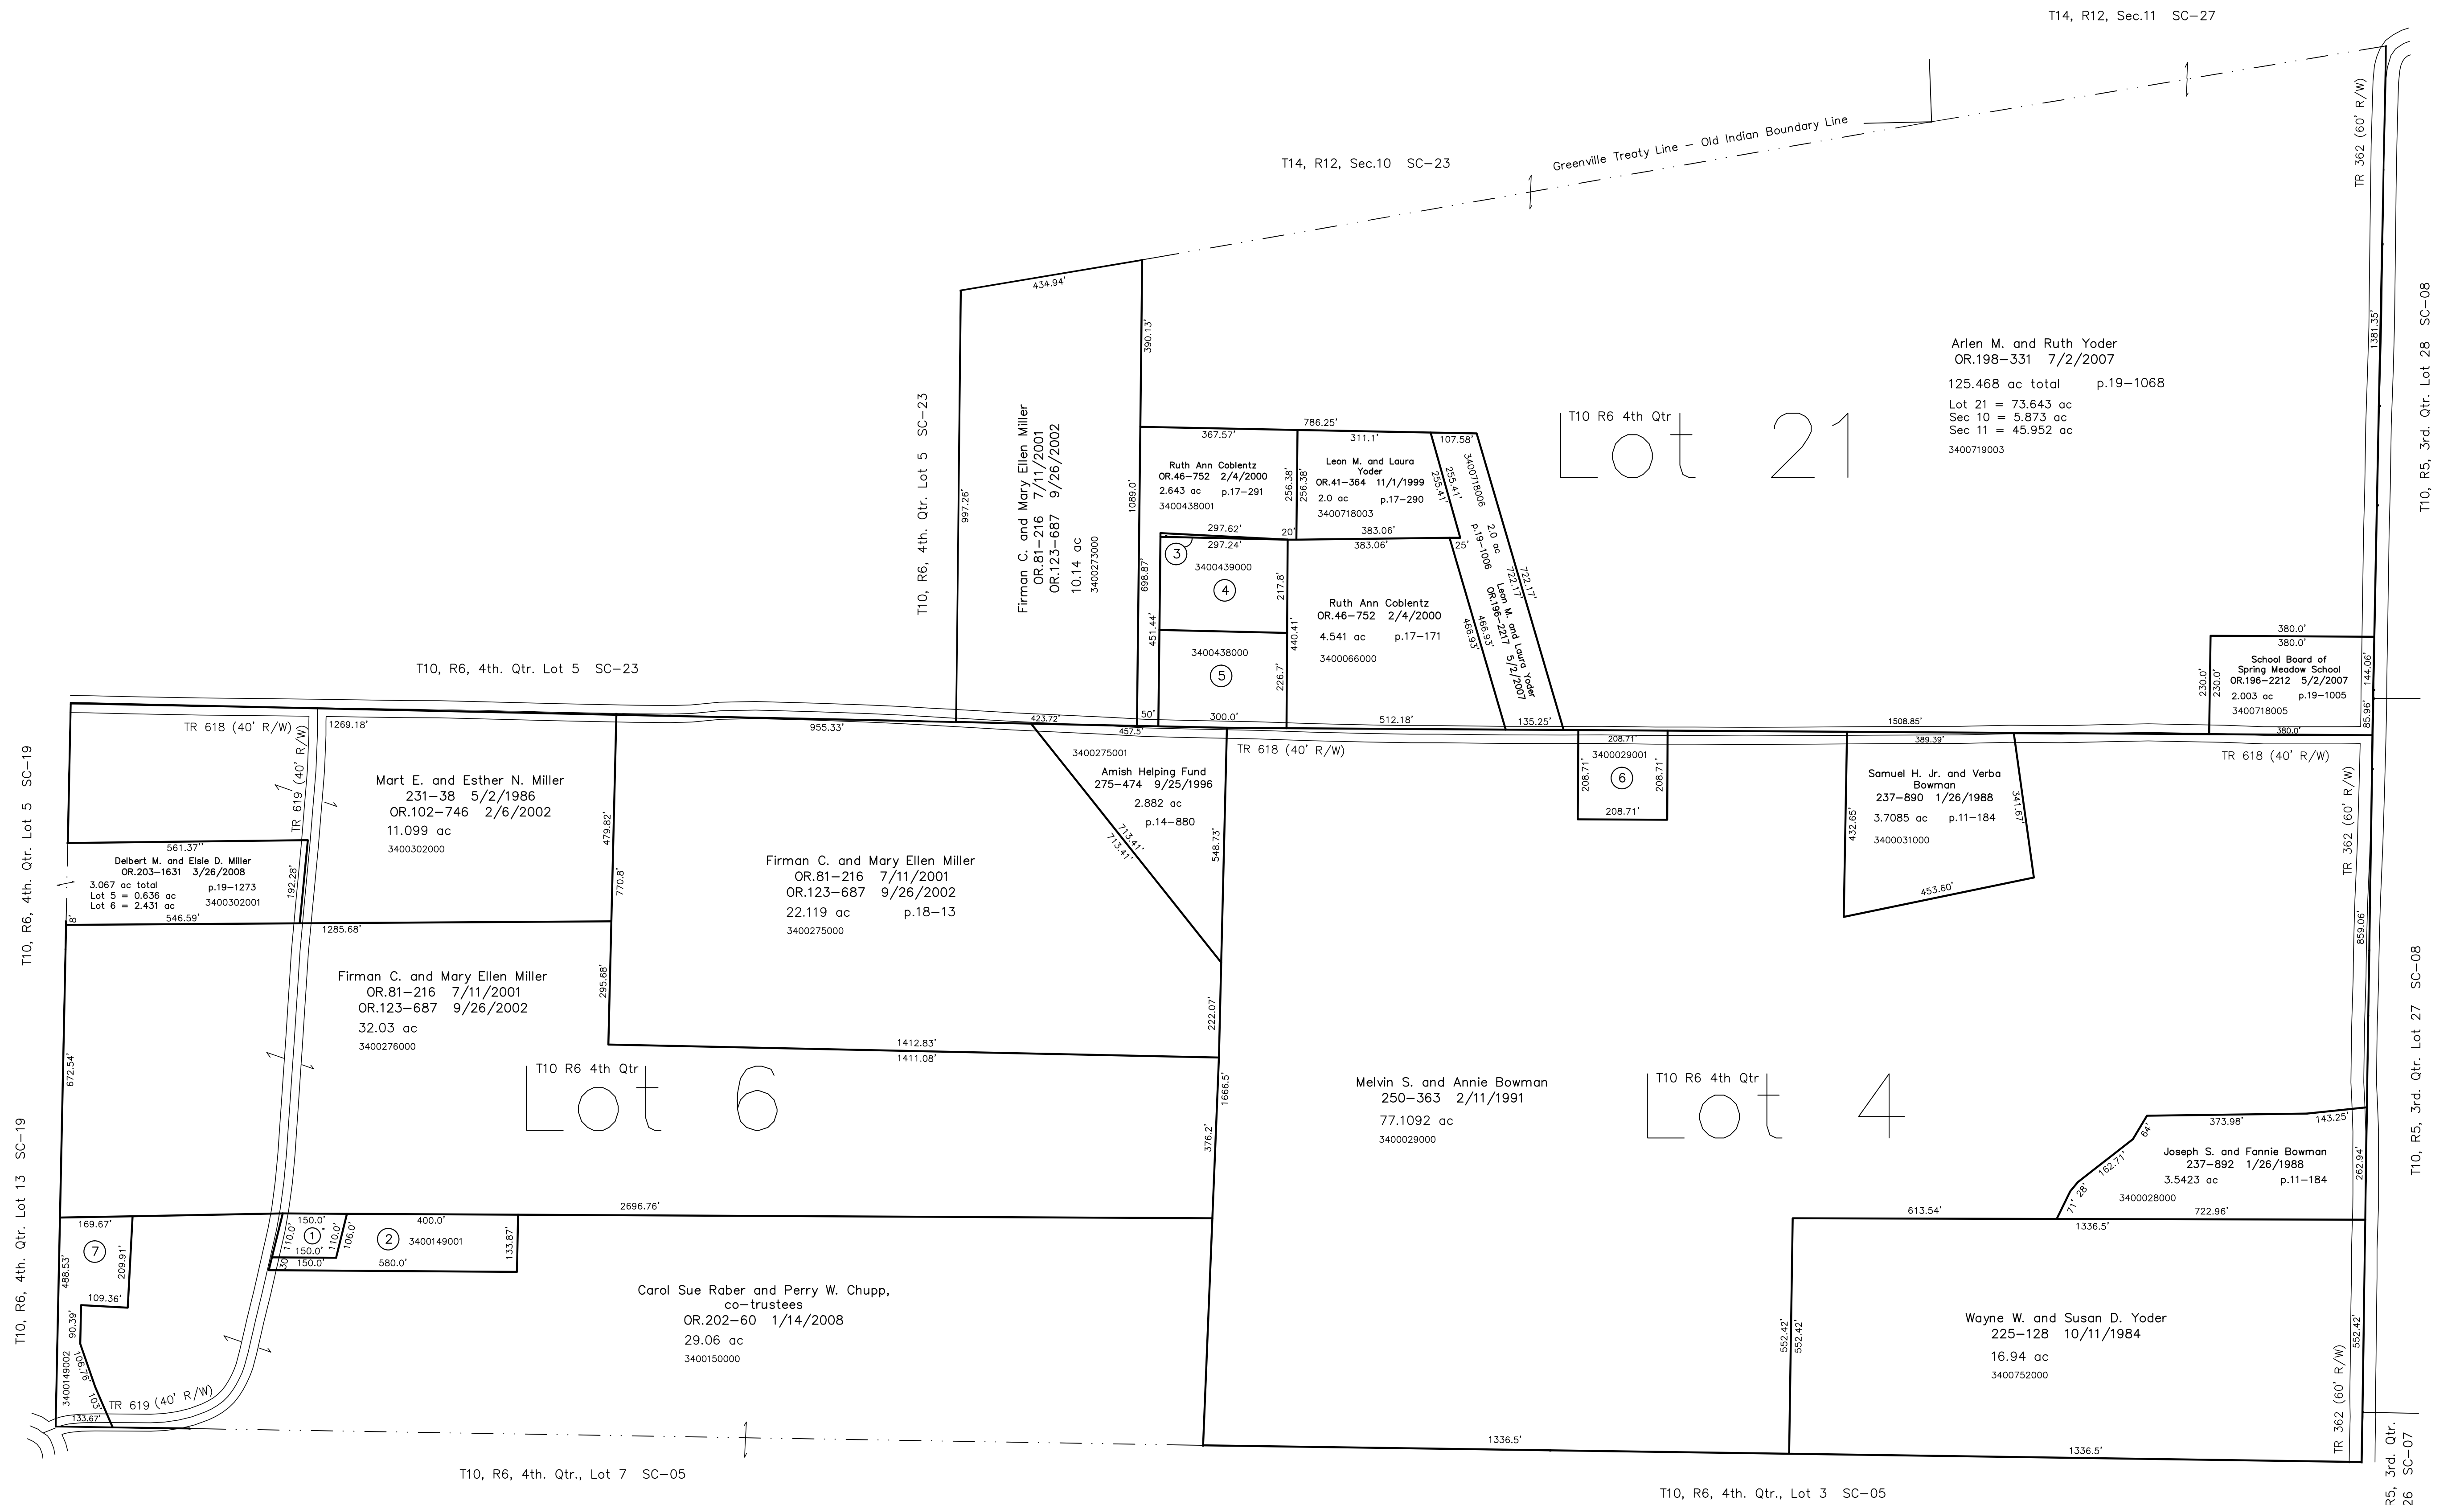 T14, R12, Sec.11 SC-27
T14, R12, Sec.10 SC-23
Greenville Treaty Line - Old Indian Boundary Line
TR 362 (60' R/W)
T10, R5, 3rd. Qtr. Lot 28 SC-08
1381.35'
Arlen M. and Ruth Yoder
OR.198-331 7/2/2007
125.468 ac total p.19-1068
Lot 21 = 73.643 ac
Sec 10 = 5.873 ac
Sec 11 = 45.952 ac
3400719003
T10 R6 4th Qtr
Lot 21
434.94'
390.13'
997.26'
1089.0'
T10, R6, 4th. Qtr. Lot 5 SC-23
Firman C. and Mary Ellen Miller
OR.81-216 7/11/2001
OR.123-687 9/26/2002
10.14 ac
3400273000
786.25'
367.57'
311.1'
107.58'
Ruth Ann Coblentz
OR.46-752 2/4/2000
2.643 ac p.17-291
3400438001
256.38'
256.38'
Leon M. and Laura
Yoder
OR.41-364 11/1/1999
2.0 ac p.17-290
3400718003
255.41'
255.41'
3400718006
2.0 ac
p.19-1006
722.17'
722.17'
Leon M. and Laura Yoder
OR.196-2217 5/2/2007
297.62'
20'
383.06'
297.24'
383.06'
25'
3
3400439000
4
217.8'
698.87'
451.44'
440.41'
3400438000
5
226.7'
Ruth Ann Coblentz
OR.46-752 2/4/2000
4.541 ac p.17-171
3400066000
466.93'
466.93'
50'
300.0'
512.18'
135.25'
1508.85'
380.0'
380.0'
School Board of
Spring Meadow School
OR.196-2212 5/2/2007
2.003 ac p.19-1005
3400718005
230.0'
230.0'
144.06'
85.96'
380.0'
T10, R6, 4th. Qtr. Lot 5 SC-23
TR 618 (40' R/W)
1269.18'
955.33'
423.72'
457.5'
TR 618 (40' R/W)
TR 618 (40' R/W)
TR 619 (40' R/W)
T10, R6, 4th. Qtr. Lot 5 SC-19
Mart E. and Esther N. Miller
231-38 5/2/1986
OR.102-746 2/6/2002
11.099 ac
3400302000
479.82'
770.8'
561.37''
Delbert M. and Elsie D. Miller
OR.203-1631 3/26/2008
3.067 ac total p.19-1273
Lot 5 = 0.636 ac
Lot 6 = 2.431 ac 3400302001
192.28'
8'
546.59'
1285.68'
Firman C. and Mary Ellen Miller
OR.81-216 7/11/2001
OR.123-687 9/26/2002
22.119 ac p.18-13
3400275000
3400275001
Amish Helping Fund
275-474 9/25/1996
2.882 ac
p.14-880
713.41'
713.41'
548.73'
208.71'
3400029001
6
208.71'
208.71'
208.71'
389.39'
Samuel H. Jr. and Verba
Bowman
237-890 1/26/1988
3.7085 ac p.11-184
3400031000
432.65'
341.67'
453.60'
TR 362 (60' R/W)
859.06'
T10, R5, 3rd. Qtr. Lot 27 SC-08
Firman C. and Mary Ellen Miller
OR.81-216 7/11/2001
OR.123-687 9/26/2002
32.03 ac
3400276000
295.68'
222.07'
672.54'
1412.83'
1411.08'
T10 R6 4th Qtr
Lot 6
1666.5'
376.2'
Melvin S. and Annie Bowman
250-363 2/11/1991
77.1092 ac
3400029000
T10 R6 4th Qtr
Lot 4
373.98'
143.25'
64'
162.71'
28'
71'
Joseph S. and Fannie Bowman
237-892 1/26/1988
3.5423 ac p.11-184
3400028000
262.94'
722.96'
613.54'
1336.5'
T10, R6, 4th. Qtr. Lot 13 SC-19
2696.76'
169.67'
7
209.91'
488.53'
109.36'
90.39'
106.76'
103'
3400149002
133.67'
TR 619 (40' R/W)
150.0'
110.0'
1
110.0'
150.0'
30'
150.0'
106.0'
400.0'
2
3400149001
133.87'
580.0'
Carol Sue Raber and Perry W. Chupp,
co-trustees
OR.202-60 1/14/2008
29.06 ac
3400150000
552.42'
552.42'
Wayne W. and Susan D. Yoder
225-128 10/11/1984
16.94 ac
3400752000
552.42'
TR 362 (60' R/W)
1336.5'
1336.5'
T10, R6, 4th. Qtr., Lot 7 SC-05
T10, R6, 4th. Qtr., Lot 3 SC-05
R5, 3rd. Qtr.
26 SC-07